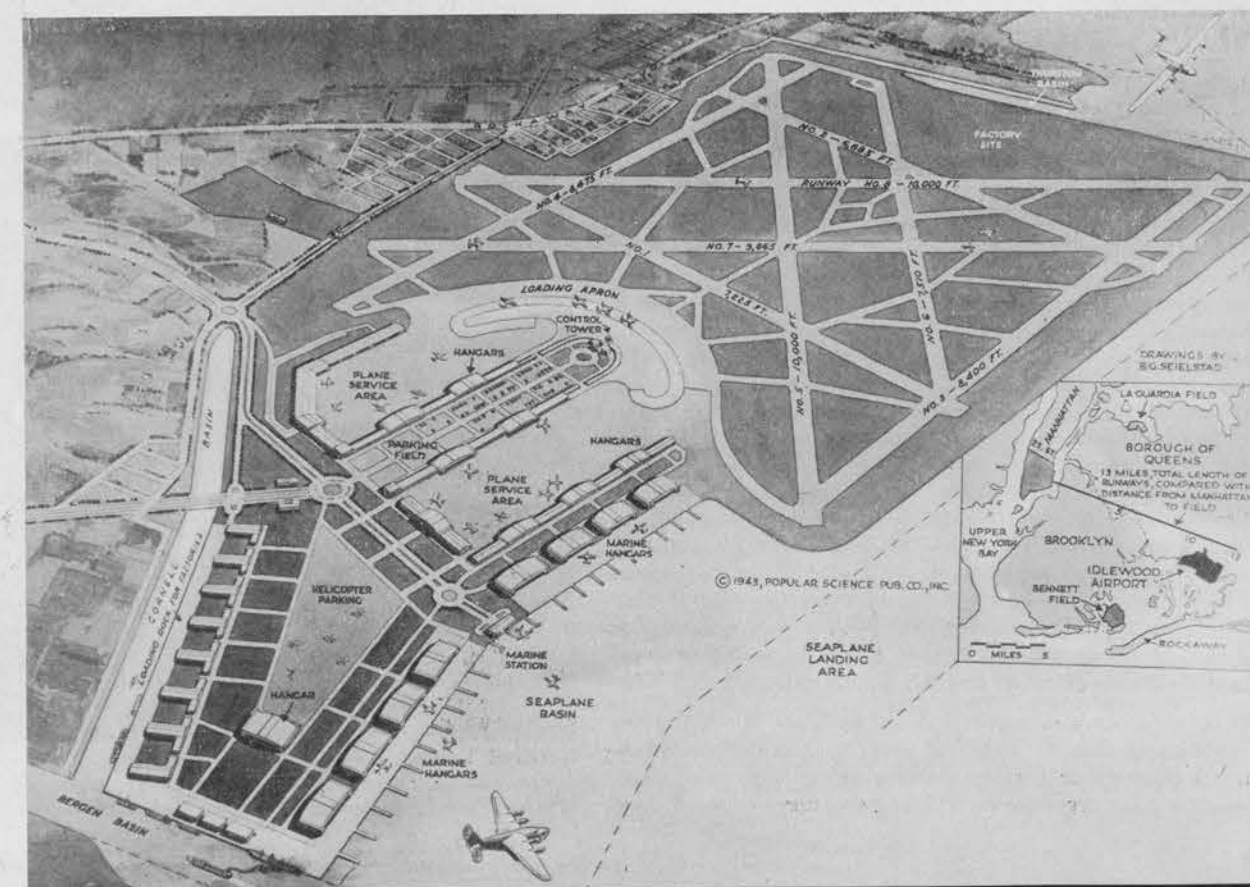 THURSTON
BASIN
FACTORY
SITE
NO. 2 - 5,685 FT.
NO. 4 - 6,475 FT.
RUNWAY NO. 6 - 10,000 FT.
NO. 1
7,225 FT.
NO. 7 - 9,865 FT.
NO. 5 - 10,000 FT.
NO. 3 - 8,400 FT.
LOADING APRON
CONTROL
TOWER
HANGARS
PLANE
SERVICE
AREA
PARKING
FIELD
HANGARS
PLANE
SERVICE
AREA
MARINE
HANGARS
BASIN
LOADING DOCK FOR FACTORIES
HELICOPTER
PARKING
HANGAR
MARINE
STATION
SEAPLANE
BASIN
MARINE
HANGARS
BERGEN BASIN
SEAPLANE
LANDING
AREA
© 1943, POPULAR SCIENCE PUB. CO., INC.
DRAWINGS BY
B.G. SEIELSTAD
LA GUARDIA FIELD
MANHATTAN
BOROUGH OF
QUEENS
13 MILES, TOTAL LENGTH OF
RUNWAYS, COMPARED WITH
DISTANCE FROM MANHATTAN
TO FIELD
5
10
13
UPPER
NEW YORK
BAY
BROOKLYN
IDLEWOOD
AIRPORT
BENNETT
FIELD
ROCKAWAY
0 MILES 5